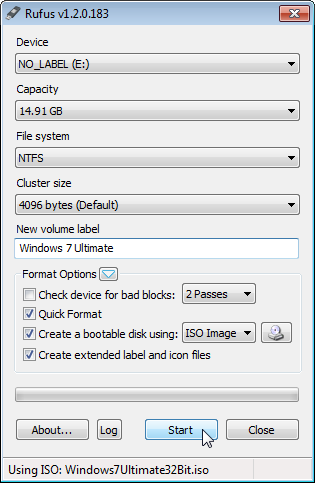 Rufus v1.2.0.183
Device
NO_LABEL (E:)
Capacity
14.91 GB
File system
NTFS
Cluster size
4096 bytes (Default)
New volume label
Windows 7 Ultimate
Format Options
Check device for bad blocks: 2 Passes
Quick Format
Create a bootable disk using: ISO Image
Create extended label and icon files
About... Log Start Close
Using ISO: Windows7Ultimate32Bit.iso